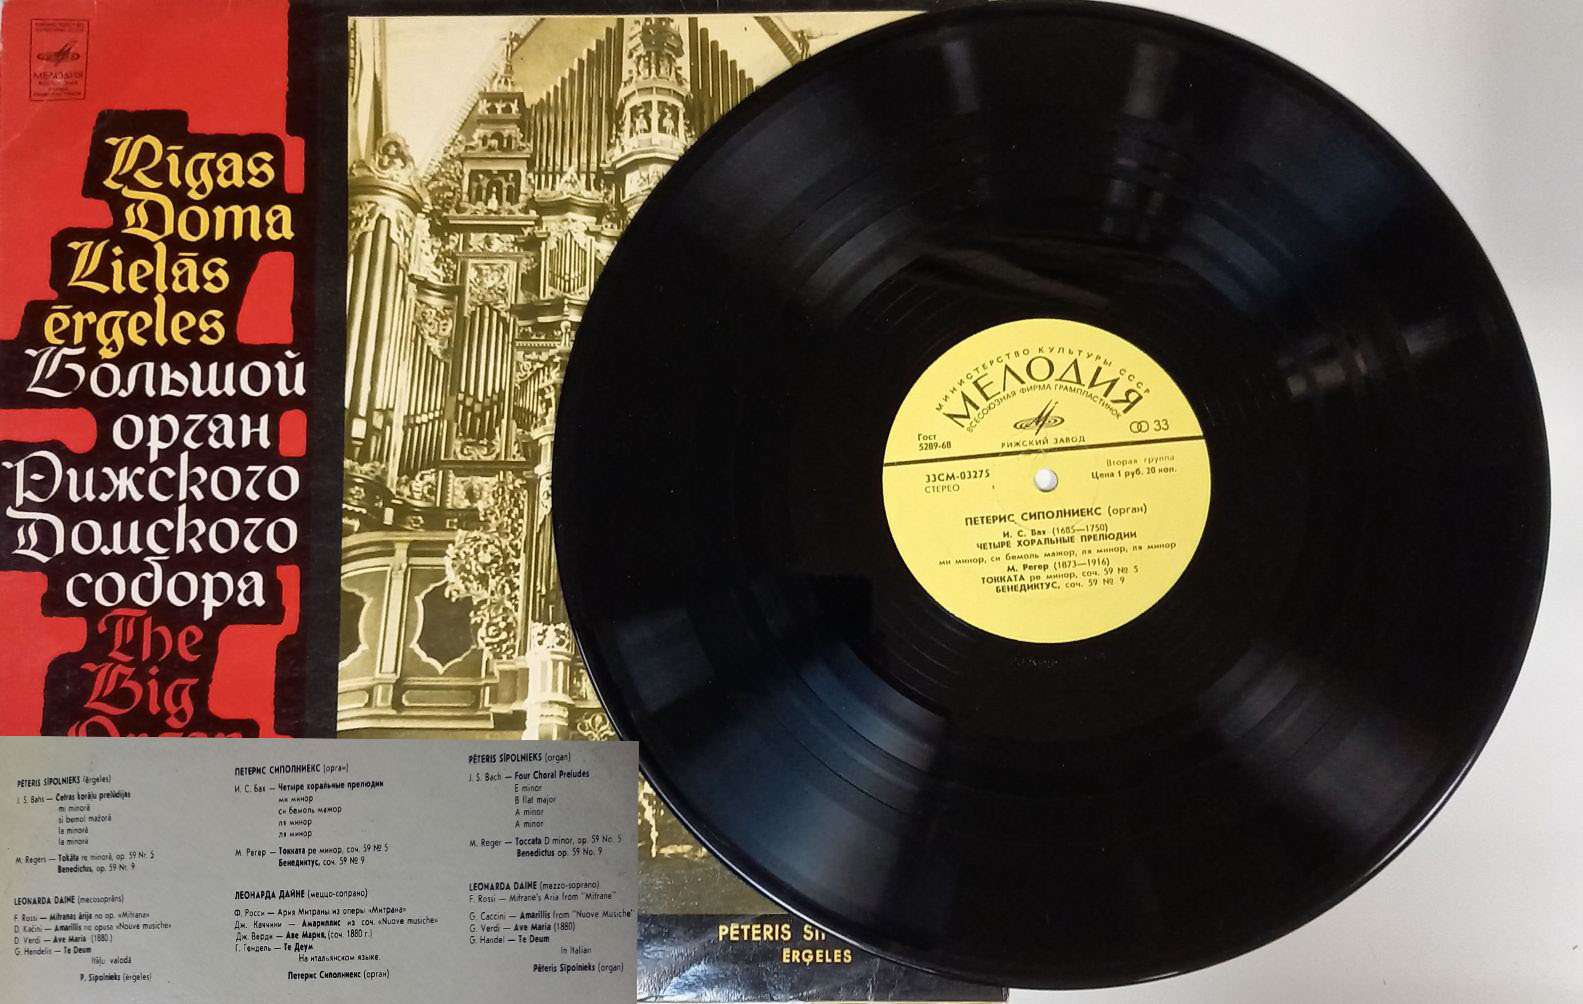 МЕЛОДИЯ
Rīgas
Doma
Lielās
ērģeles
Большой
орган
Рижского
Домского
собора
The
Big
Organ
PĒTERIS SI
ĒRĢELES
МИНИСТЕРСТВО КУЛЬТУРЫ СССР
МЕЛОДИЯ
ВСЕСОЮЗНАЯ ФИРМА ГРАМПЛАСТИНОК
РИЖСКИЙ ЗАВОД
Гост
5289-68
33
33СМ-03275
СТЕРЕО
Вторая группа
Цена 1 руб. 20 коп.
ПЕТЕРИС СИПОЛНИЕКС (орган)
И. С. Бах (1685—1750)
ЧЕТЫРЕ ХОРАЛЬНЫЕ ПРЕЛЮДИИ
ми минор, си бемоль мажор, ля минор, ля минор
М. Регер (1873—1916)
ТОККАТА ре минор, соч. 59 № 5
БЕНЕДИКТУС, соч. 59 № 9
PĒTERIS SĪPOLNIEKS (ērģeles)
J. S. Bahs — Četras korāļu prelūdijas
mi minorā
si bemol mažorā
la minorā
la minorā
M. Regers — Tokāta re minorā, op. 59 Nr. 5
Benedictus, op. 59 Nr. 9
LEONARDA DAINE (mecosoprāns)
F. Rossi — Mitranas ārija no op. «Mitrana»
D. Kačini — Amarillis no opusa «Nouve musiche»
D. Verdi — Ave Maria (1880.)
G. Hendelis — Te Deum
Itāļu valodā
P. Sīpolnieks (ērģeles)
ПЕТЕРИС СИПОЛНИЕКС (орган)
И. С. Бах — Четыре хоральные прелюдии
ми минор
си бемоль мажор
ля минор
ля минор
М. Регер — Токката ре минор, соч. 59 № 5
Бенедиктус, соч. 59 № 9
ЛЕОНАРДА ДАЙНЕ (меццо-сопрано)
Ф. Росси — Ария Митраны из оперы «Митрана»
Дж. Каччини — Амариллис из соч. «Nuove musiche»
Дж. Верди — Аве Мария, (соч. 1880 г.)
Г. Гендель — Те Деум
На итальянском языке.
Петерис Сиполниекс (орган)
PĒTERIS SĪPOLNIEKS (organ)
J. S. Bach — Four Choral Preludes
E minor
B flat major
A minor
A minor
M. Reger — Toccata D minor, op. 59 No. 5
Benedictus op. 59 No. 9
LEONARDA DAINE (mezzo-soprano)
F. Rossi — Mitrane's Aria from "Mitrane"
G. Caccini — Amarillis from "Nuove Musiche"
G. Verdi — Ave Maria (1880)
G. Handel — Te Deum
In Italian
Pēteris Sīpolnieks (organ)